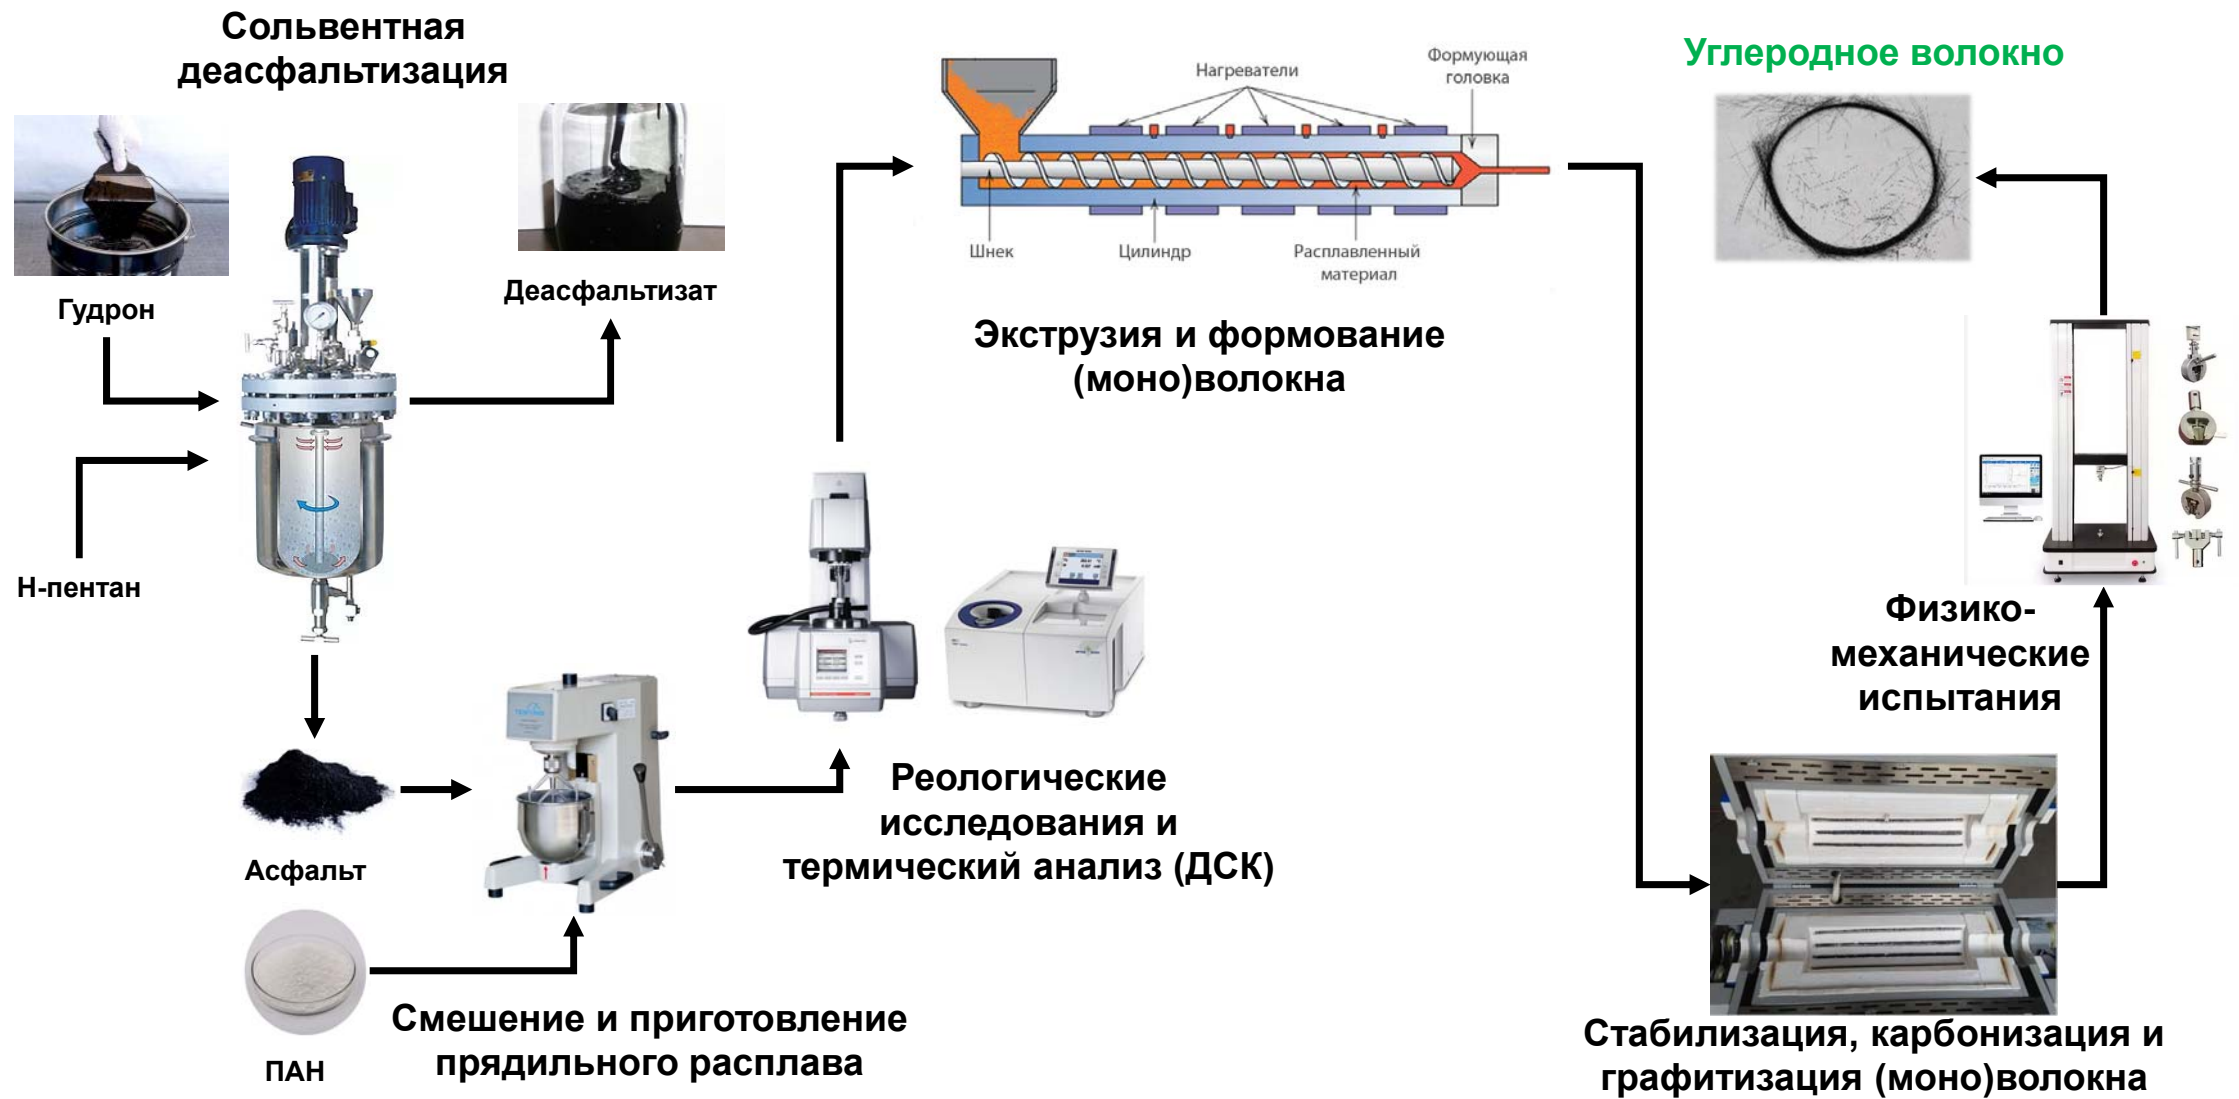 Сольвентная
деасфальтизация
Гудрон
Н-пентан
Деасфальтизат
Асфальт
ПАН
Смешение и приготовление
прядильного расплава
Реологические
исследования и
термический анализ (ДСК)
Нагреватели
Формующая
головка
Шнек
Цилиндр
Расплавленный
материал
Экструзия и формование
(моно)волокна
Углеродное волокно
Физико-
механические
испытания
Стабилизация, карбонизация и
графитизация (моно)волокна